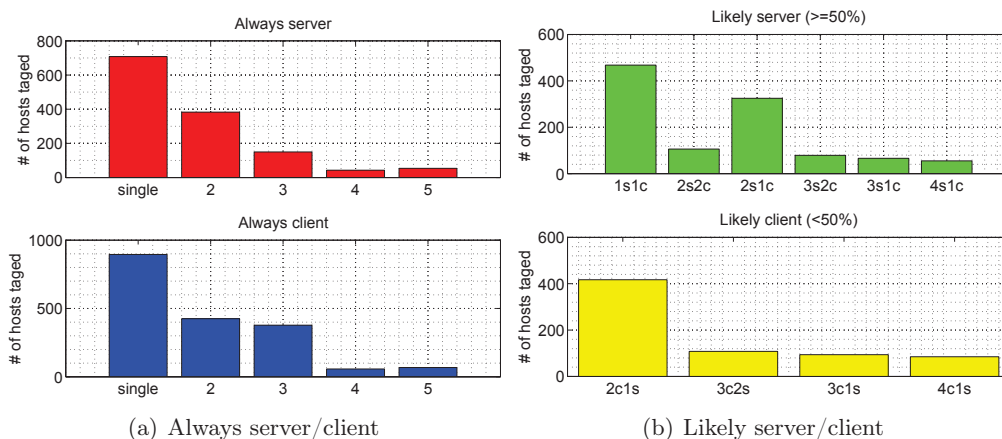 Always server
# of hosts taged
800
600
400
200
0
single 2 3 4 5
Always client
# of hosts taged
1000
500
0
single 2 3 4 5
(a) Always server/client
Likely server (>=50%)
# of hosts taged
600
400
200
0
1s1c 2s2c 2s1c 3s2c 3s1c 4s1c
Likely client (<50%)
# of hosts taged
600
400
200
0
2c1s 3c2s 3c1s 4c1s
(b) Likely server/client